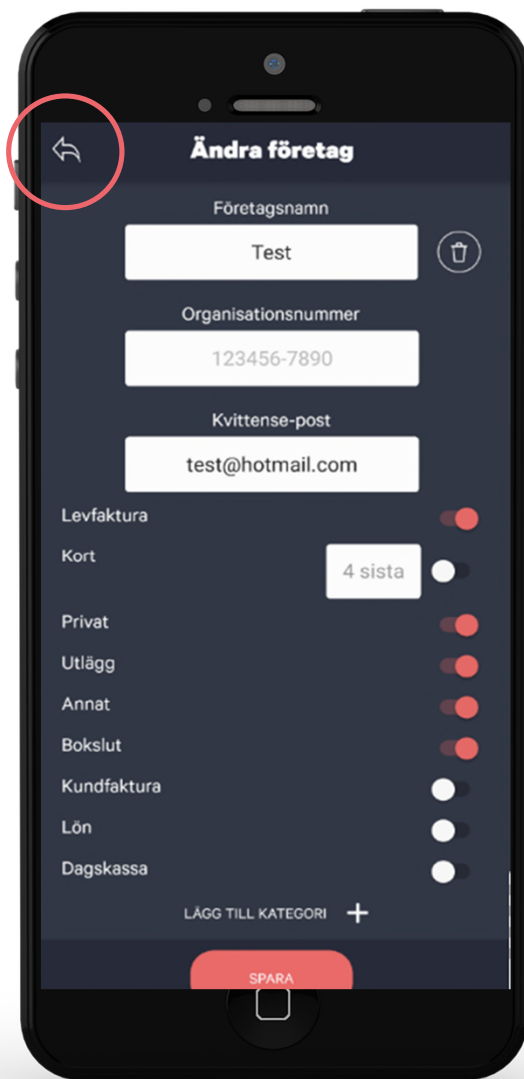 Ändra företag
Företagsnamn
Test
Organisationsnummer
123456-7890
Kvittense-post
test@hotmail.com
Levfaktura
Kort
4 sista
Privat
Utlägg
Annat
Bokslut
Kundfaktura
Lön
Dagskassa
LÄGG TILL KATEGORI +
SPARA